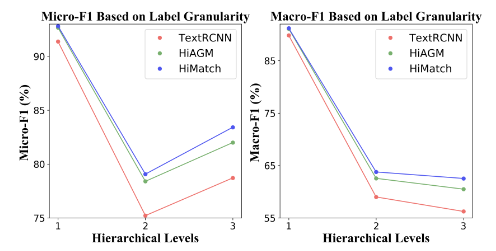 Micro-F1 Based on Label Granularity
TextRCNN
HiAGM
HiMatch
90
85
80
75
Micro-F1 (%)
1 2 3
Hierarchical Levels
Macro-F1 Based on Label Granularity
TextRCNN
HiAGM
HiMatch
85
75
65
55
Macro-F1 (%)
1 2 3
Hierarchical Levels